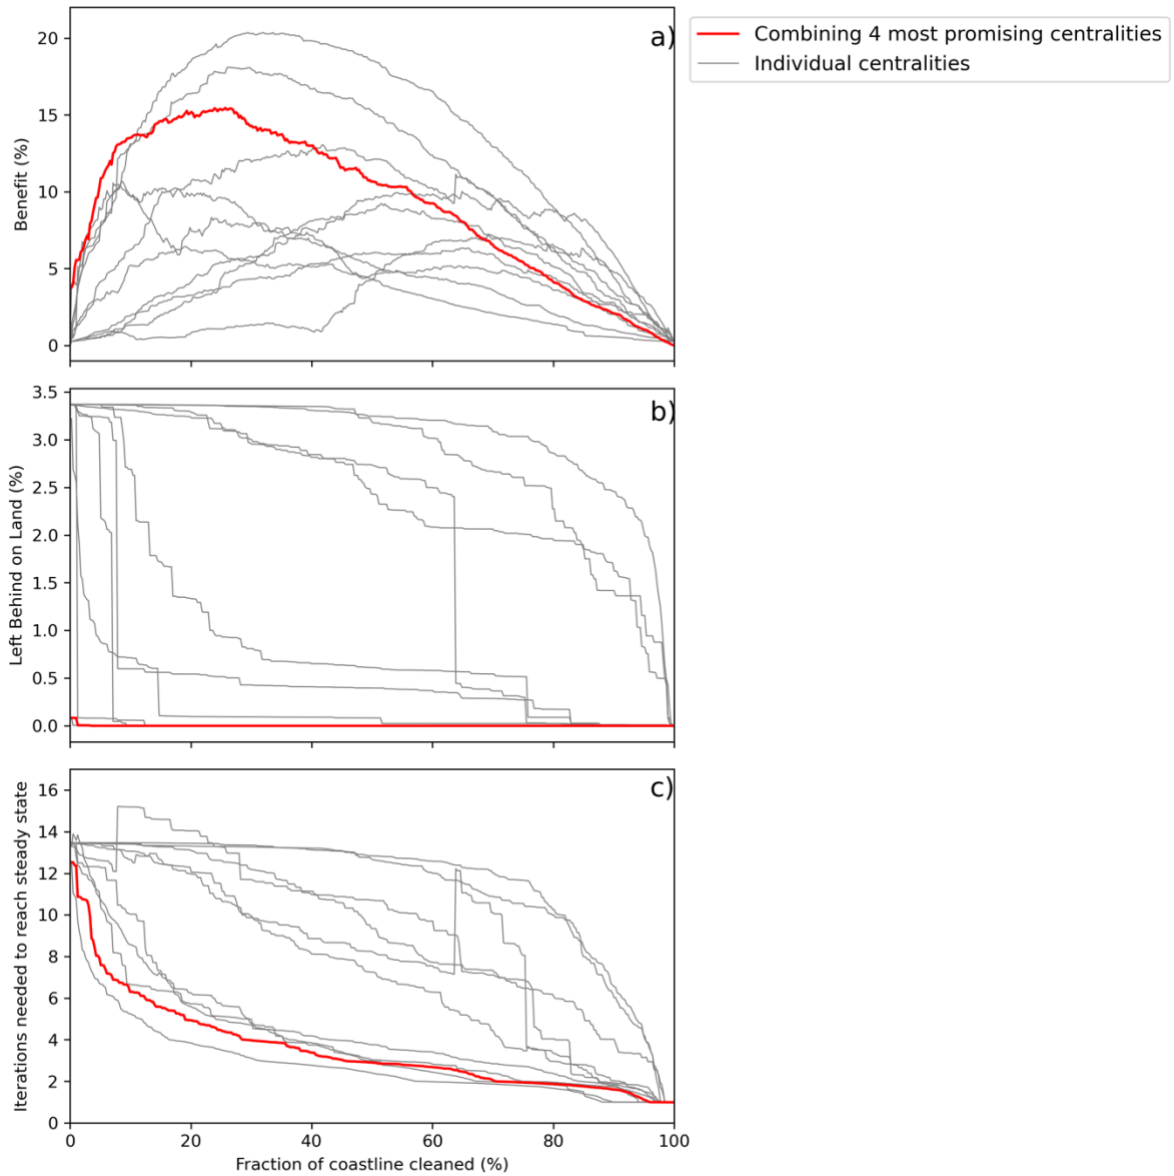 a)
Combining 4 most promising centralities
Individual centralities
20
15
10
5
0
Benefit (%)
b)
3.5
3.0
2.5
2.0
1.5
1.0
0.5
0.0
Left Behind on Land (%)
c)
16
14
12
10
8
6
4
2
0
Iterations needed to reach steady state
0 20 40 60 80 100
Fraction of coastline cleaned (%)